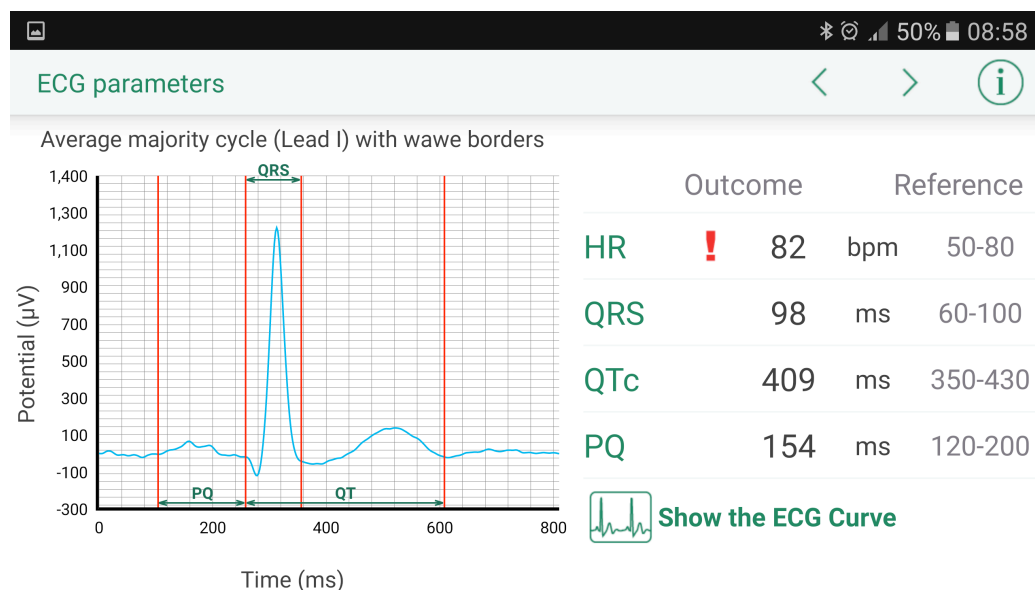 50% 08:58
ECG parameters
Average majority cycle (Lead I) with wawe borders
QRS
1,400
1,300
1,100
900
700
500
300
100
-100
-300
Potential (µV)
PQ QT
0 200 400 600 800
Time (ms)
Outcome Reference
HR ! 82 bpm 50-80
QRS 98 ms 60-100
QTc 409 ms 350-430
PQ 154 ms 120-200
Show the ECG Curve